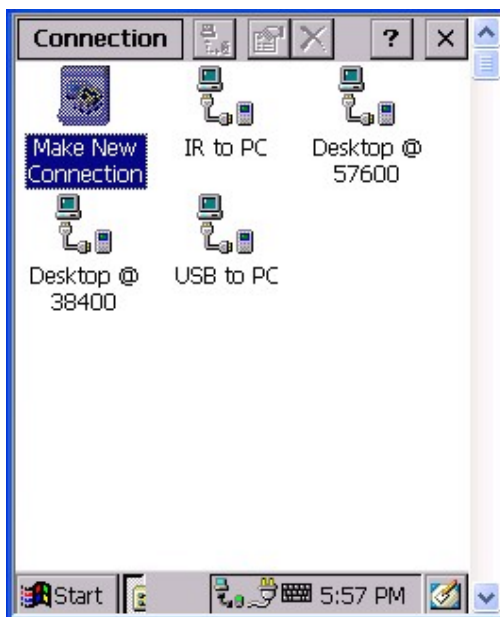 Connection ? ×
Make New
Connection
IR to PC
Desktop @
57600
Desktop @
38400
USB to PC
Start 5:57 PM